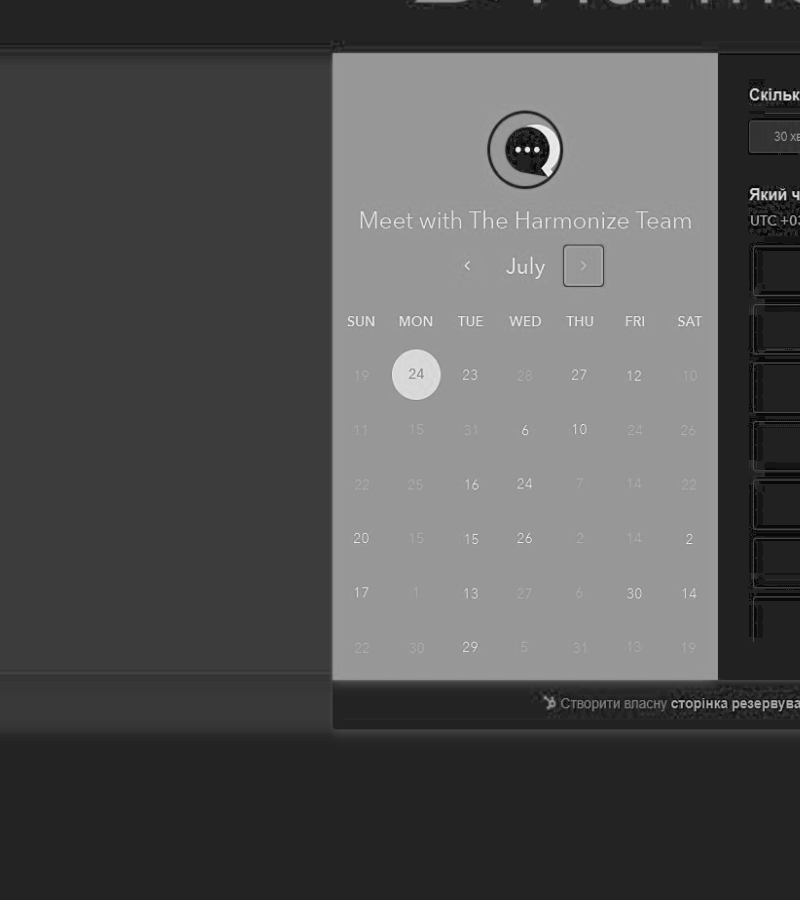 Meet with The Harmonize Team
‹ July ›
SUN MON TUE WED THU FRI SAT
19 24 23 28 27 12 10
11 15 31 6 10 24 26
22 25 16 24 7 14 22
20 15 15 26 2 14 2
17 1 13 27 6 30 14
22 30 29 5 31 13 19
Скільк
30 хв
Який ч
UTC +03
Створити власну сторінка резервува